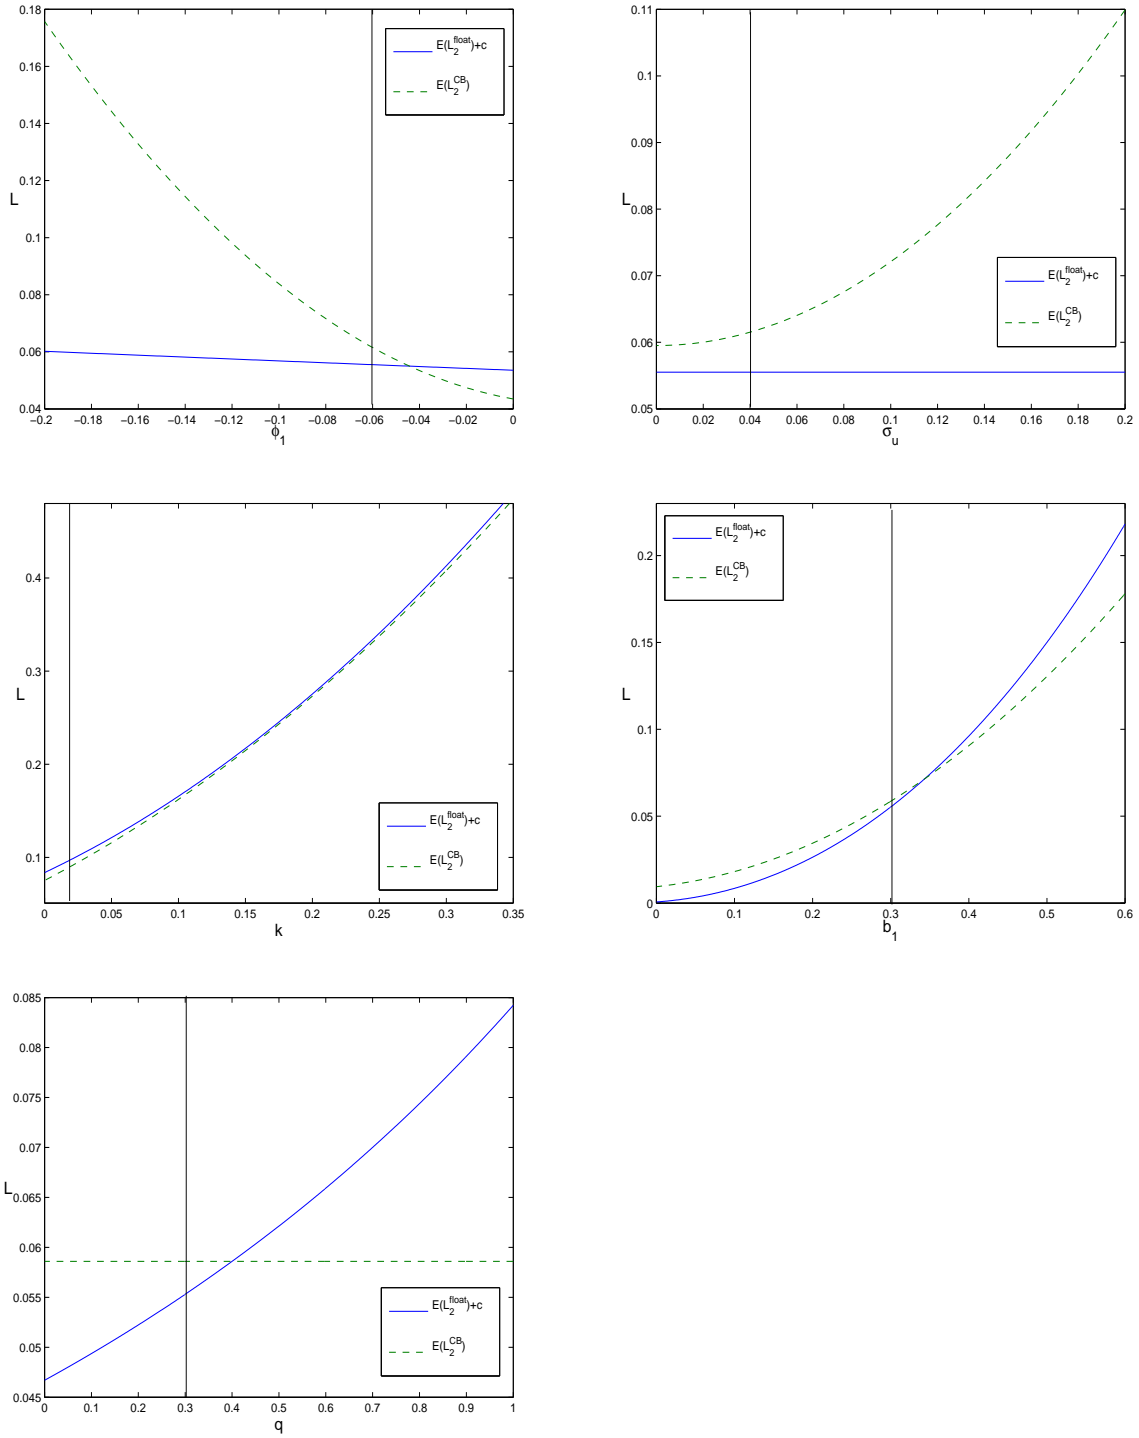 0.18
0.16
0.14
0.12
0.1
0.08
0.06
0.04
L
−0.2 −0.18 −0.16 −0.14 −0.12 −0.1 −0.08 −0.06 −0.04 −0.02 0
ϕ1
E(L2float)+c
E(L2CB)
0.11
0.1
0.09
0.08
0.07
0.06
0.05
L
0 0.02 0.04 0.06 0.08 0.1 0.12 0.14 0.16 0.18 0.2
σu
E(L2float)+c
E(L2CB)
0.4
0.3
0.2
0.1
L
0 0.05 0.1 0.15 0.2 0.25 0.3 0.35
k
E(L2float)+c
E(L2CB)
0.2
0.15
0.1
0.05
0
L
0 0.1 0.2 0.3 0.4 0.5 0.6
b1
E(L2float)+c
E(L2CB)
0.085
0.08
0.075
0.07
0.065
0.06
0.055
0.05
0.045
L
0 0.1 0.2 0.3 0.4 0.5 0.6 0.7 0.8 0.9 1
q
E(L2float)+c
E(L2CB)